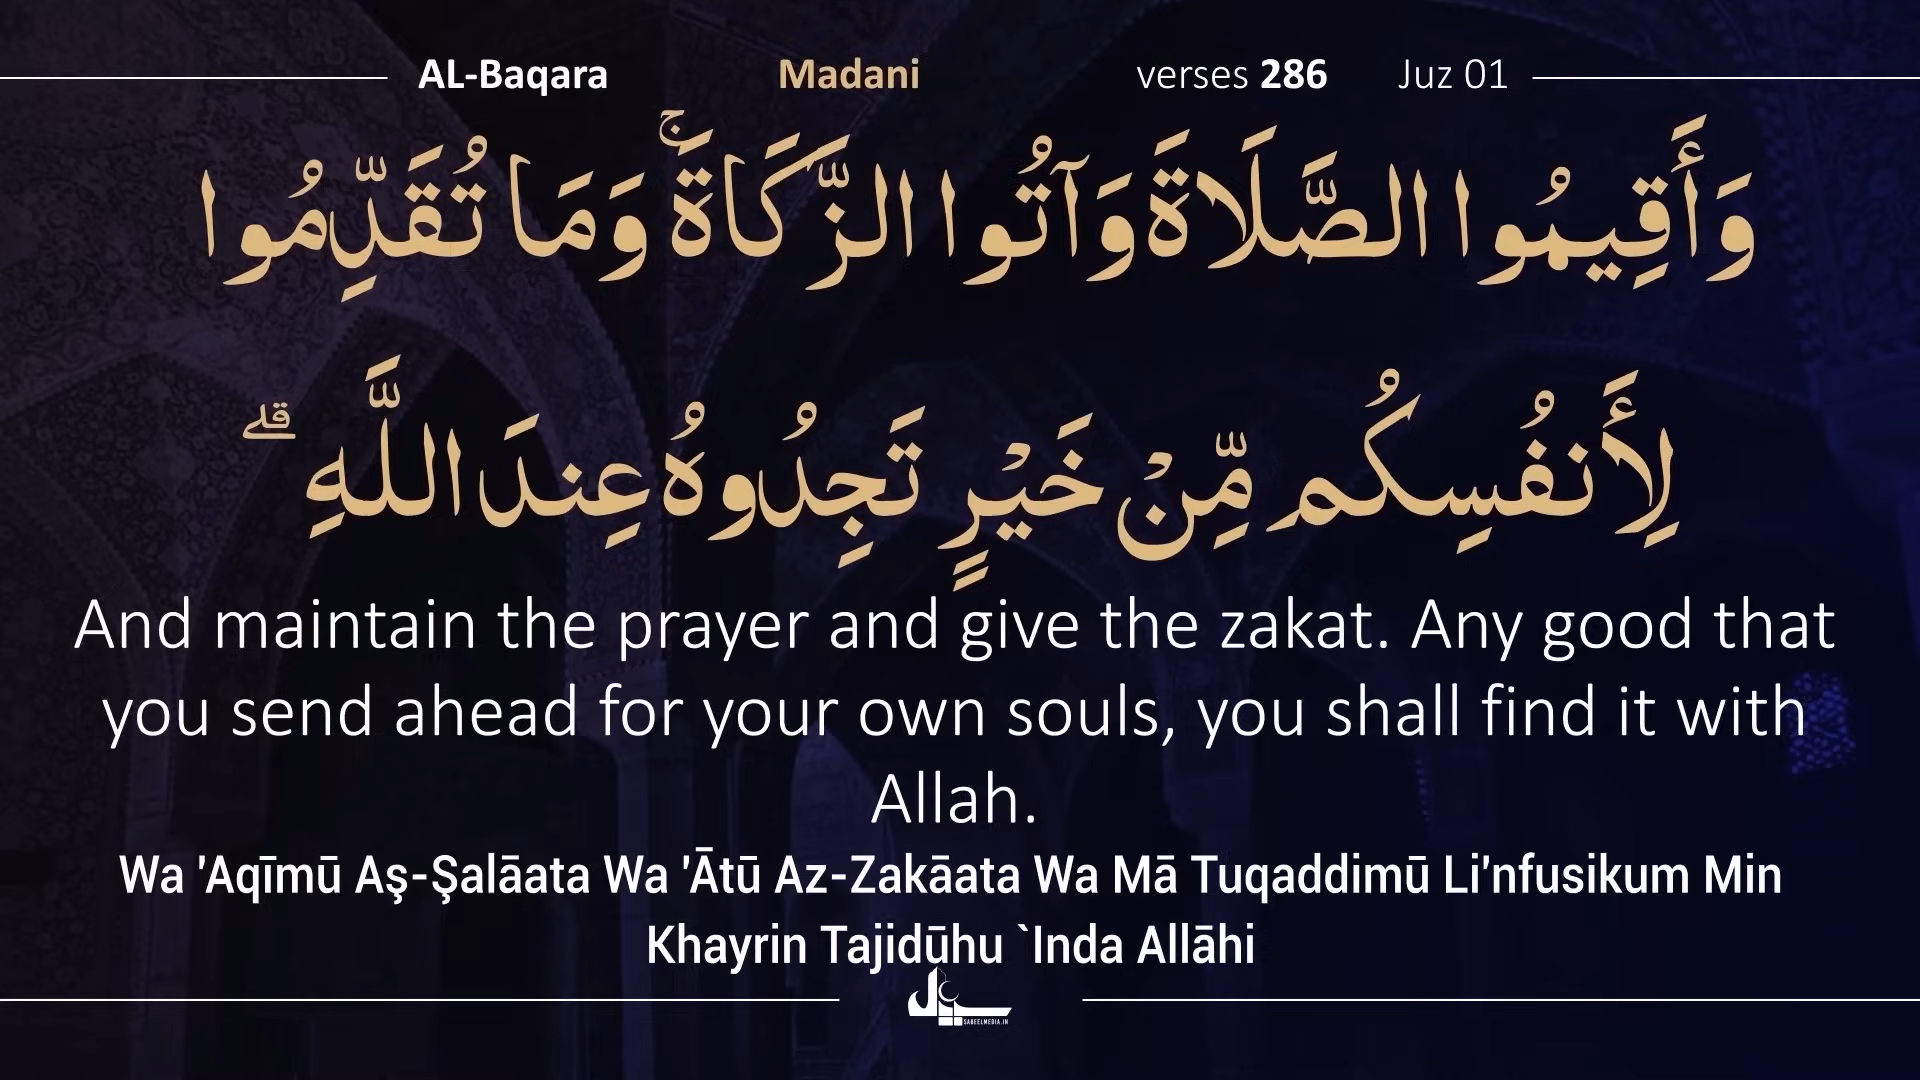 AL-Baqara Madani verses 286 Juz 01
وَأَقِيمُوا الصَّلَاةَ وَآتُوا الزَّكَاةَ ۚ وَمَا تُقَدِّمُوا
لِأَنفُسِكُم مِّنْ خَيْرٍ تَجِدُوهُ عِندَ اللَّهِ ۗ
And maintain the prayer and give the zakat. Any good that
you send ahead for your own souls, you shall find it with
Allah.
Wa 'Aqīmū Aş-Şalāata Wa 'Ātū Az-Zakāata Wa Mā Tuqaddimū Li'nfusikum Min
Khayrin Tajidūhu `Inda Allāhi
SABEELMEDIA.IN